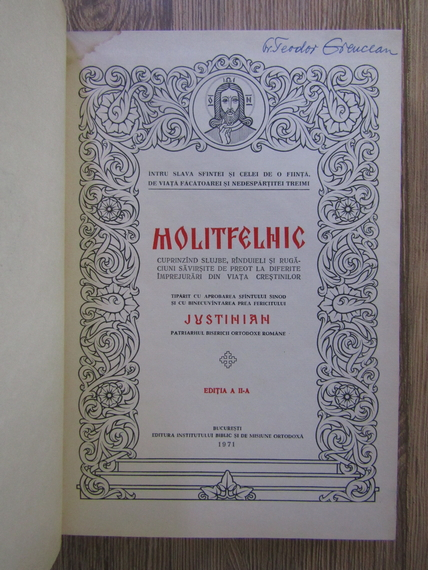 Pr Teodor
ÎNTRU SLAVA SFINTEI ȘI CELEI DE O FIINȚĂ,
DE VIAȚĂ FĂCĂTOAREI ȘI NEDESPĂRȚITEI TREIMI
MOLITFELNIC
CUPRINZÎND SLUJBE, RÎNDUIELI ȘI RUGĂ-
CIUNI SĂVÎRȘITE DE PREOT LA DIFERITE
ÎMPREJURĂRI DIN VIAȚA CREȘTINILOR
TIPĂRIT CU APROBAREA SFÎNTULUI SINOD
ȘI CU BINECUVÎNTAREA PREA FERICITULUI
JUSTINIAN
PATRIARHUL BISERICII ORTODOXE ROMÂNE
EDIȚIA A II-A
BUCUREȘTI
EDITURA INSTITUTULUI BIBLIC ȘI DE MISIUNE ORTODOXĂ
1971